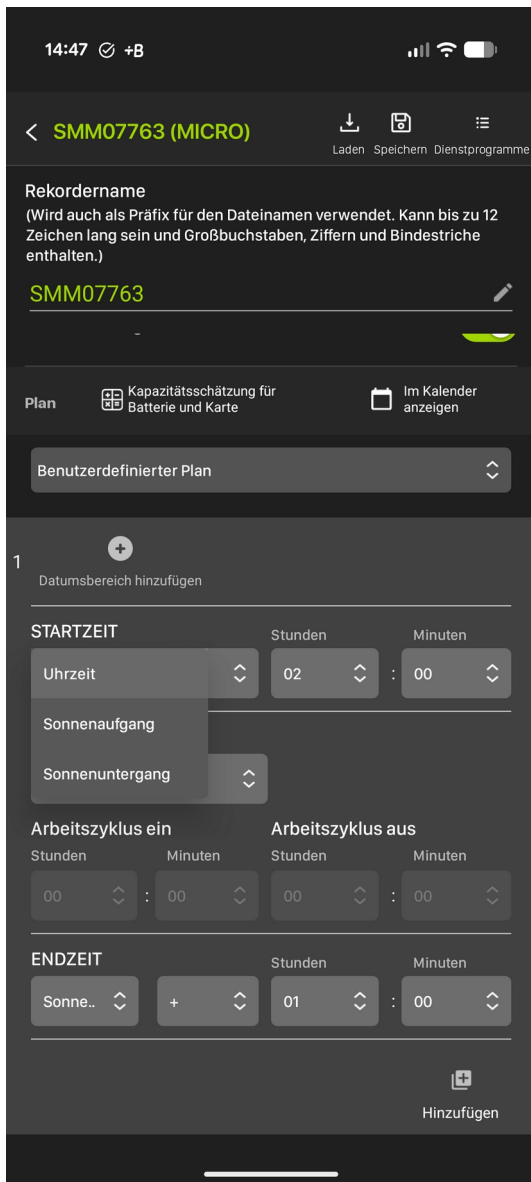 14:47 +B
SMM07763 (MICRO)
Laden Speichern Dienstprogramme
Rekordername
(Wird auch als Präfix für den Dateinamen verwendet. Kann bis zu 12
Zeichen lang sein und Großbuchstaben, Ziffern und Bindestriche
enthalten.)
SMM07763
Plan
Kapazitätsschätzung für
Batterie und Karte
Im Kalender
anzeigen
Benutzerdefinierter Plan
1
Datumsbereich hinzufügen
STARTZEIT Stunden Minuten
Uhrzeit 02 : 00
Sonnenaufgang
Sonnenuntergang
Arbeitszyklus ein Arbeitszyklus aus
Stunden Minuten Stunden Minuten
00 : 00 00 : 00
ENDZEIT Stunden Minuten
Sonne.. + 01 : 00
Hinzufügen